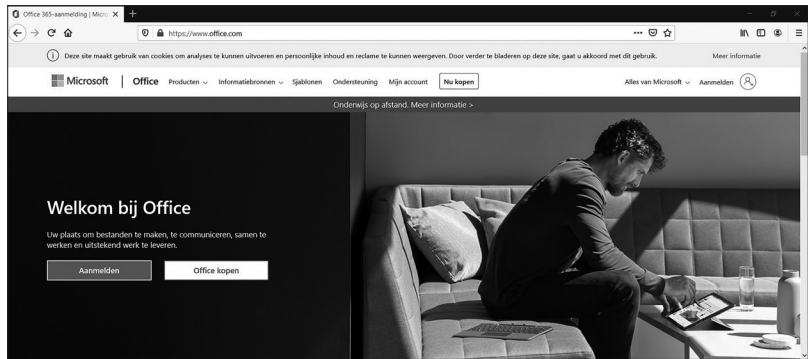 Office 365-aanmelding | Micro
https://www.office.com
Deze site maakt gebruik van cookies om analyses te kunnen uitvoeren en persoonlijke inhoud en reclame te kunnen weergeven. Door verder te bladeren op deze site, gaat u akkoord met dit gebruik. Meer informatie
Microsoft Office Producten Informatiebronnen Sjablonen Ondersteuning Mijn account Nu kopen Alles van Microsoft Aanmelden
Onderwijs op afstand. Meer informatie >
Welkom bij Office
Uw plaats om bestanden te maken, te communiceren, samen te
werken en uitstekend werk te leveren.
Aanmelden Office kopen